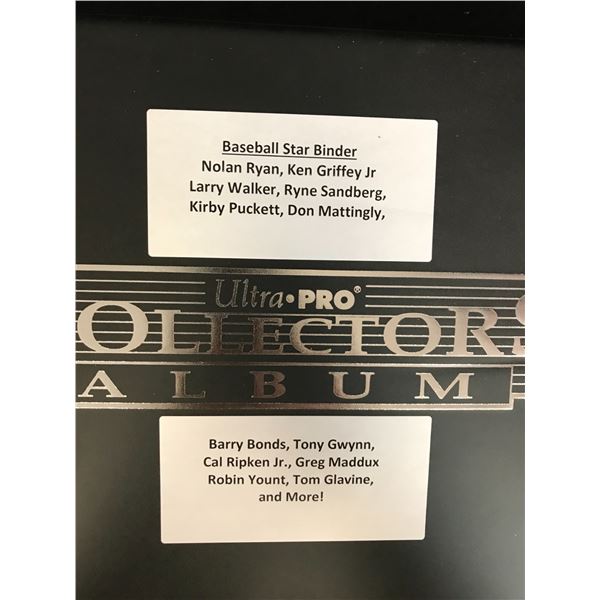 Baseball Star Binder
Nolan Ryan, Ken Griffey Jr
Larry Walker, Ryne Sandberg,
Kirby Puckett, Don Mattingly,
Ultra•PRO®
OLLECTORS
ALBUM
Barry Bonds, Tony Gwynn,
Cal Ripken Jr., Greg Maddux
Robin Yount, Tom Glavine,
and More!